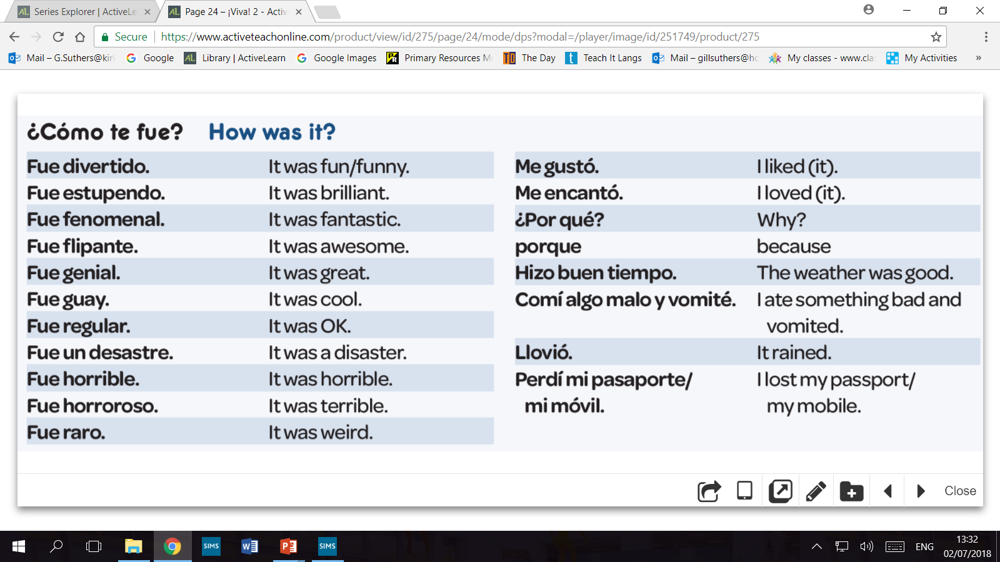 Series Explorer | ActiveLe
Page 24 – ¡Viva! 2 - Activ
Secure
https://www.activeteachonline.com/product/view/id/275/page/24/mode/dps?modal=/player/image/id/251749/product/275
Mail – G.Suthers@kir
Google
Library | ActiveLearn
Google Images
Primary Resources M
The Day
Teach It Langs
Mail – gillsuthers@ho
My classes - www.cla
My Activities
»
¿Cómo te fue? How was it?
Fue divertido. It was fun/funny.
Fue estupendo. It was brilliant.
Fue fenomenal. It was fantastic.
Fue flipante. It was awesome.
Fue genial. It was great.
Fue guay. It was cool.
Fue regular. It was OK.
Fue un desastre. It was a disaster.
Fue horrible. It was horrible.
Fue horroroso. It was terrible.
Fue raro. It was weird.
Me gustó. I liked (it).
Me encantó. I loved (it).
¿Por qué? Why?
porque because
Hizo buen tiempo. The weather was good.
Comí algo malo y vomité. I ate something bad and
vomited.
Llovió. It rained.
Perdí mi pasaporte/ I lost my passport/
mi móvil. my mobile.
Close
SIMS
SIMS
ENG
13:32
02/07/2018